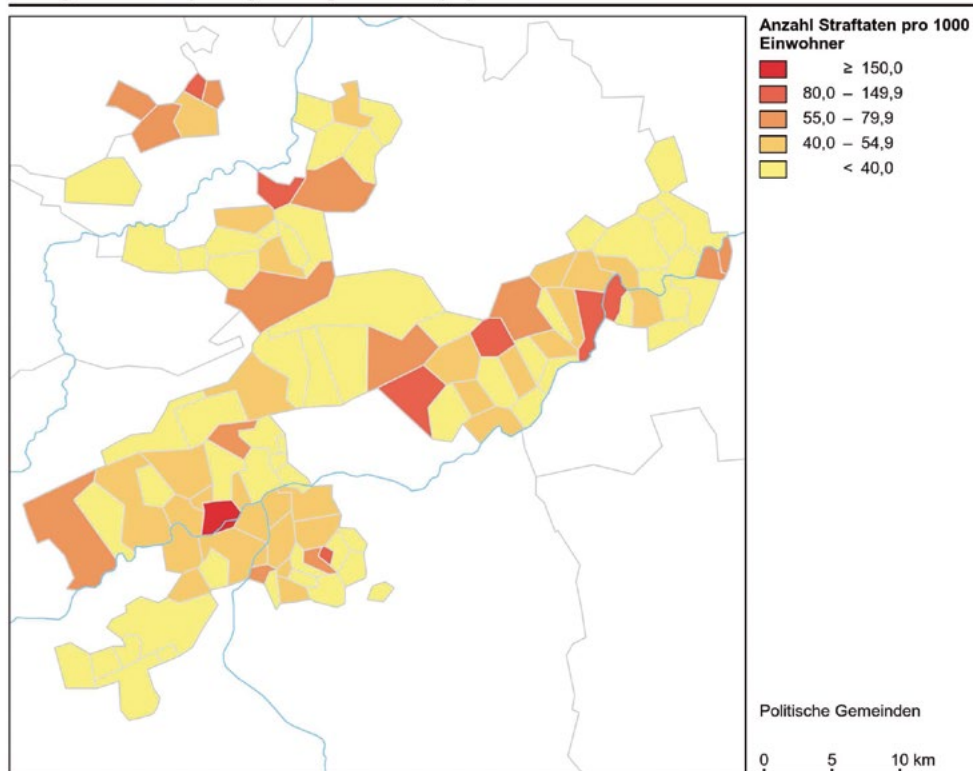 Anzahl Straftaten pro 1000
Einwohner
≥ 150,0
80,0 – 149,9
55,0 – 79,9
40,0 – 54,9
< 40,0
Politische Gemeinden
0 5 10 km